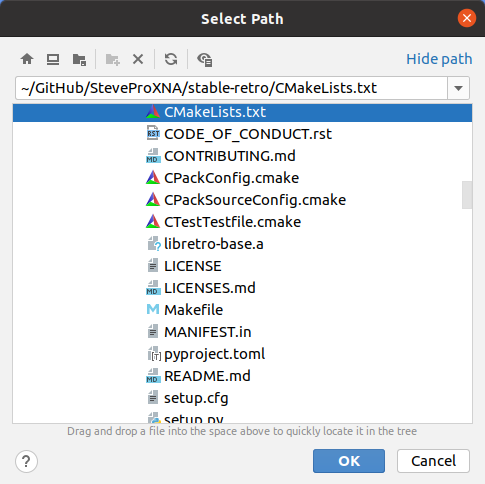 Select Path
Hide path
~/GitHub/SteveProXNA/stable-retro/CMakeLists.txt
CMakeLists.txt
CODE_OF_CONDUCT.rst
CONTRIBUTING.md
CPackConfig.cmake
CPackSourceConfig.cmake
CTestTestfile.cmake
libretro-base.a
LICENSE
LICENSES.md
Makefile
MANIFEST.in
pyproject.toml
README.md
setup.cfg
setup.py
Drag and drop a file into the space above to quickly locate it in the tree
? OK Cancel